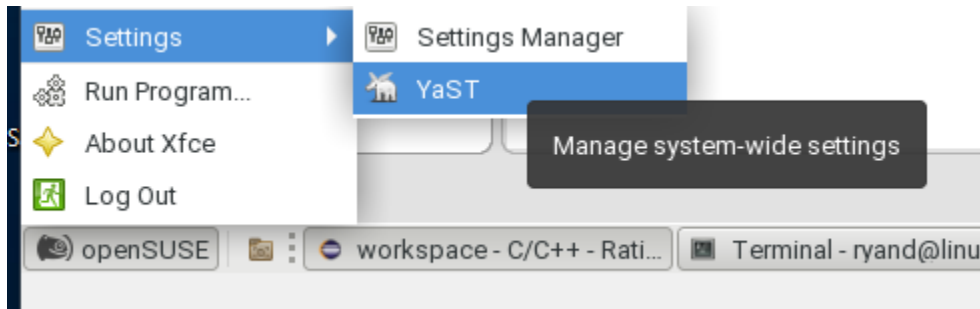 Settings
Settings Manager
Run Program...
YaST
Manage system-wide settings
S
About Xfce
Log Out
openSUSE
workspace - C/C++ - Rati...
Terminal - ryand@linu